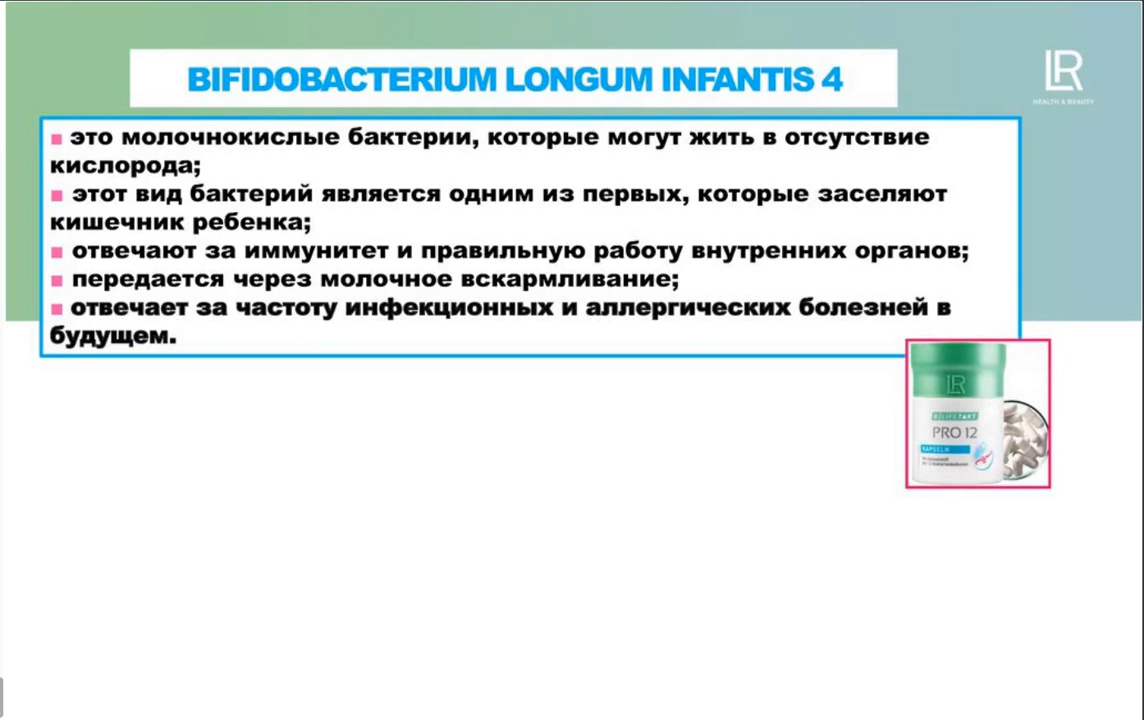 BIFIDOBACTERIUM LONGUM INFANTIS 4
LR
HEALTH & BEAUTY
■ это молочнокислые бактерии, которые могут жить в отсутствие
кислорода;
■ этот вид бактерий является одним из первых, которые заселяют
кишечник ребенка;
■ отвечают за иммунитет и правильную работу внутренних органов;
■ передается через молочное вскармливание;
■ отвечает за частоту инфекционных и аллергических болезней в
будущем.
LR
LIFETAKT
PRO 12
KAPSELN